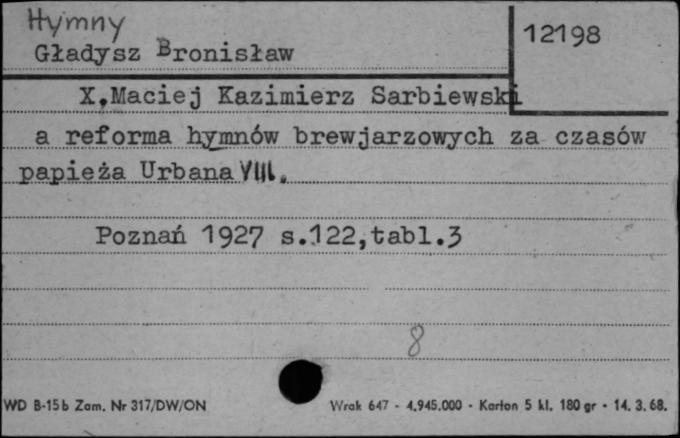 Hymny
Gładysz Bronisław
12198
X.Maciej Kazimierz Sarbiewski
a reforma hymnów brewjarzowych za czasów
papieża Urbana VIII.
Poznań 1927 s.122,tabl.3
8
WD B-15b Zam. Nr 317/DW/ON Wrak 647 - 4.945.000 - Karton 5 kl. 180 gr - 14. 3. 68.